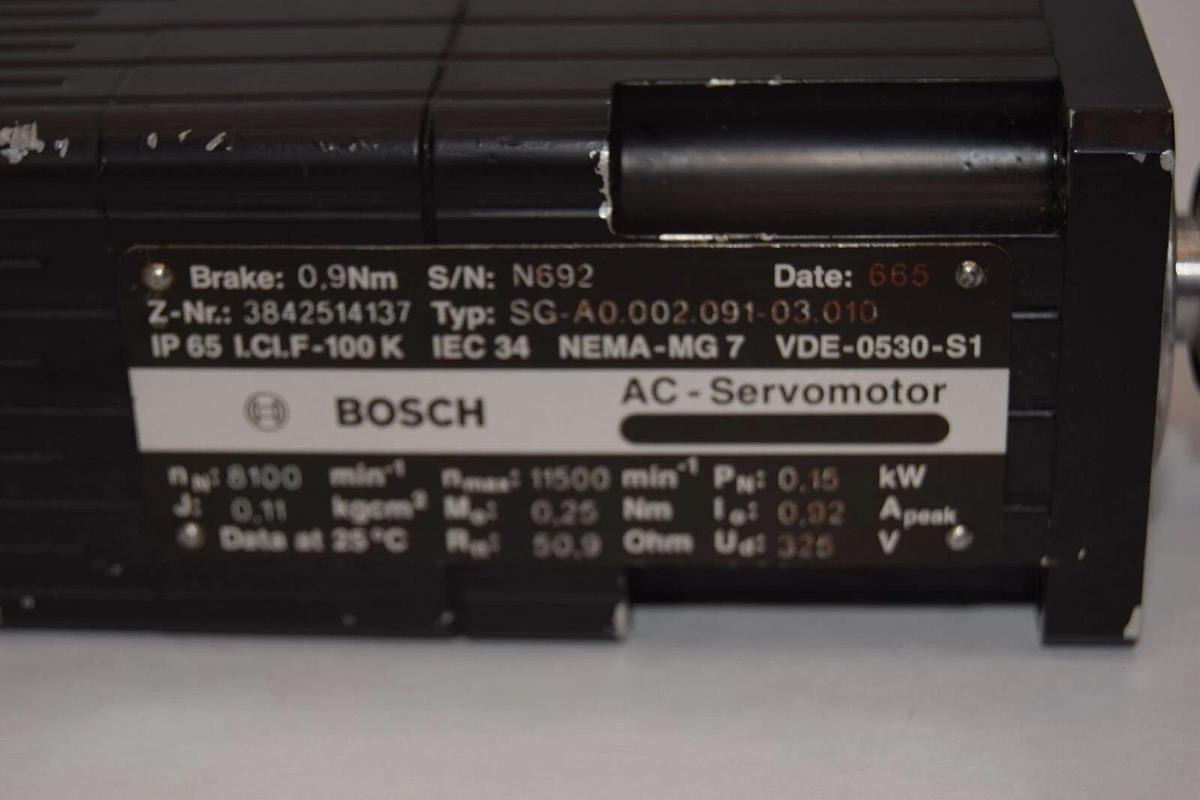 Brake: 0.9Nm S/N: N692 Date: 665
Z-Nr.: 3842514137 Typ: SG-A0.002.091-03.010
IP 65 I.Cl.F-100 K IEC 34 NEMA-MG 7 VDE-0530-S1
BOSCH AC-Servomotor
nN: 8100 min-1 nmax: 11500 min-1 PN: 0.15 kW
J: 0.11 kgcm² Mo: 0.25 Nm Io: 0.92 Apeak
Data at 25°C Rtt: 50.9 Ohm Ud: 325 V